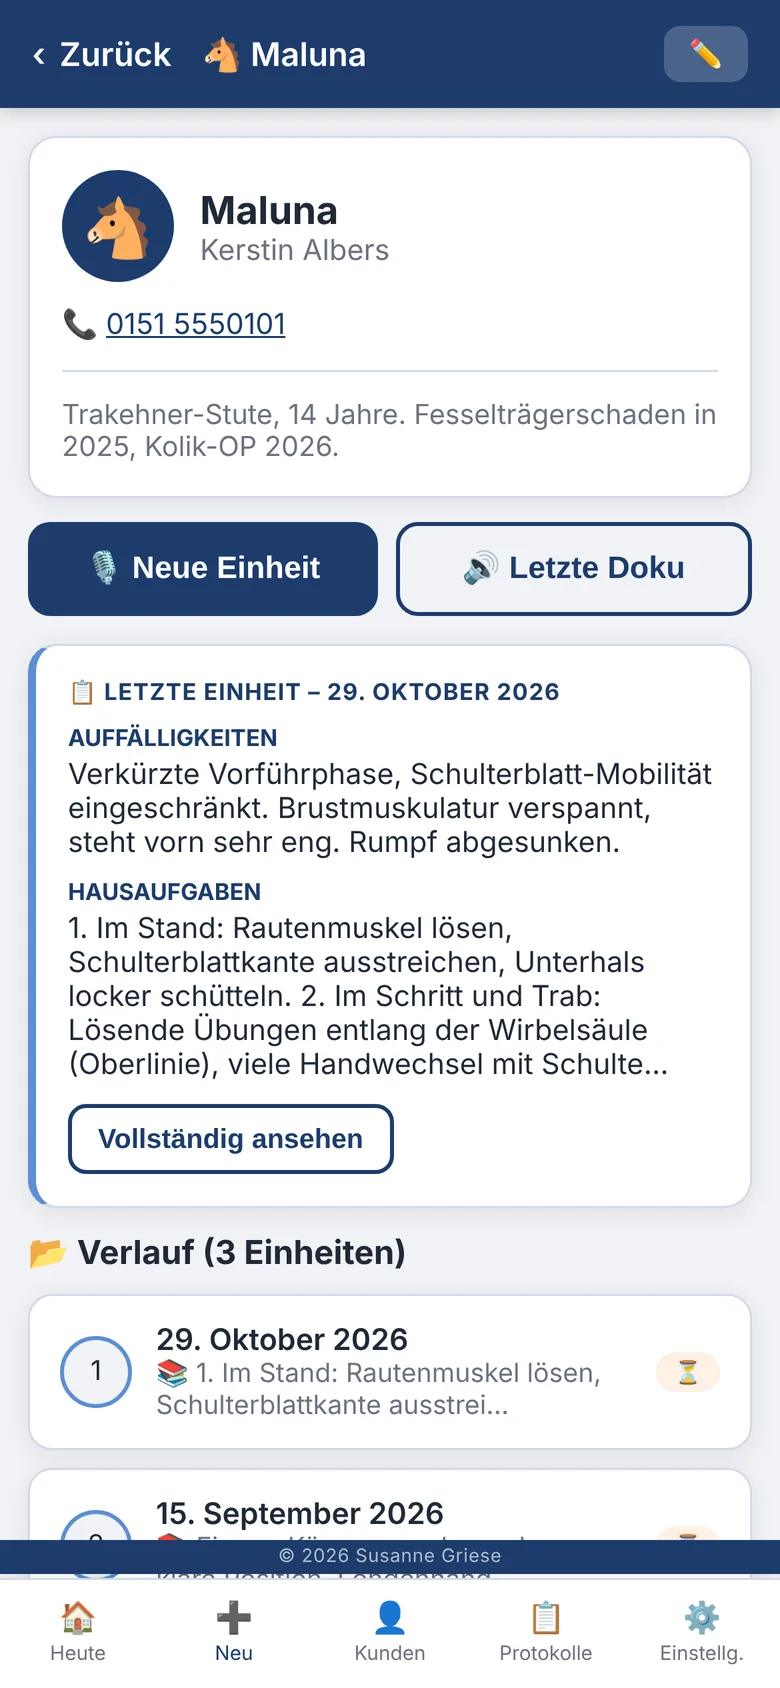 ‹ Zurück 🐴 Maluna ✏️
Maluna
Kerstin Albers
📞 0151 5550101
Trakehner-Stute, 14 Jahre. Fesselträgerschaden in
2025, Kolik-OP 2026.
🎙️ Neue Einheit
🔊 Letzte Doku
📋 LETZTE EINHEIT – 29. OKTOBER 2026
AUFFÄLLIGKEITEN
Verkürzte Vorführphase, Schulterblatt-Mobilität
eingeschränkt. Brustmuskulatur verspannt,
steht vorn sehr eng. Rumpf abgesunken.
HAUSAUFGABEN
1. Im Stand: Rautenmuskel lösen,
Schulterblattkante ausstreichen, Unterhals
locker schütteln. 2. Im Schritt und Trab:
Lösende Übungen entlang der Wirbelsäule
(Oberlinie), viele Handwechsel mit Schulte...
Vollständig ansehen
📂 Verlauf (3 Einheiten)
1
29. Oktober 2026
📚 1. Im Stand: Rautenmuskel lösen,
Schulterblattkante ausstrei...
⏳
15. September 2026
© 2026 Susanne Griese
Heute
Neu
Kunden
Protokolle
Einstellg.